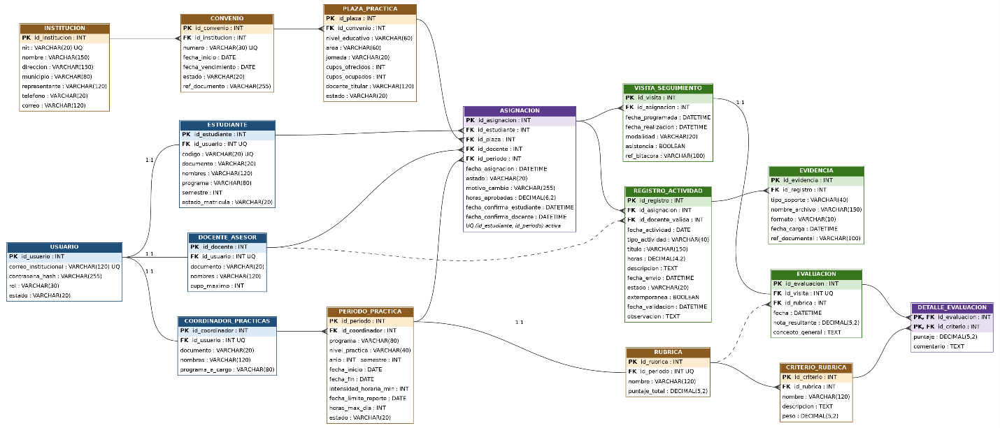 INSTITUCION
PK id_institucion : INT
nit : VARCHAR(20) UQ
nombre : VARCHAR(150)
direccion : VARCHAR(150)
municipio : VARCHAR(80)
representante : VARCHAR(120)
telefono : VARCHAR(20)
correo : VARCHAR(120)
CONVENIO
PK id_convenio : INT
FK id_institucion : INT
numero : VARCHAR(30) UQ
fecha_inicio : DATE
fecha_vencimiento : DATE
estado : VARCHAR(20)
ref_documento : VARCHAR(255)
PLAZA_PRACTICA
PK id_plaza : INT
FK id_convenio : INT
nivel_educativo : VARCHAR(60)
area : VARCHAR(60)
jornada : VARCHAR(20)
cupos_ofrecidos : INT
cupos_ocupados : INT
docente_titular : VARCHAR(120)
estado : VARCHAR(20)
ESTUDIANTE
PK id_estudiante : INT
FK id_usuario : INT UQ
codigo : VARCHAR(20) UQ
documento : VARCHAR(20)
nombres : VARCHAR(120)
programa : VARCHAR(80)
semestre : INT
estado_matricula : VARCHAR(20)
1:1
USUARIO
PK id_usuario : INT
correo_institucional : VARCHAR(120) UQ
contrasena_hash : VARCHAR(255)
rol : VARCHAR(30)
estado : VARCHAR(20)
1:1
1:1
DOCENTE_ASESOR
PK id_docente : INT
FK id_usuario : INT UQ
documento : VARCHAR(20)
nombres : VARCHAR(120)
cupo_maximo : INT
COORDINADOR_PRACTICAS
PK id_coordinador : INT
FK id_usuario : INT UQ
documento : VARCHAR(20)
nombres : VARCHAR(120)
programa_a_cargo : VARCHAR(80)
PERIODO_PRACTICA
PK id_periodo : INT
FK id_coordinador : INT
programa : VARCHAR(80)
nivel_practica : VARCHAR(40)
anio : INT semestre : INT
fecha_inicio : DATE
fecha_fin : DATE
intensidad_horaria_min : INT
fecha_limite_reporte : DATE
horas_max_dia : INT
estado : VARCHAR(20)
ASIGNACION
PK id_asignacion : INT
FK id_estudiante : INT
FK id_plaza : INT
FK id_docente : INT
FK id_periodo : INT
fecha_asignacion : DATETIME
estado : VARCHAR(20)
motivo_cambio : VARCHAR(255)
horas_aprobadas : DECIMAL(6,2)
fecha_confirma_estudiante : DATETIME
fecha_confirma_docente : DATETIME
UQ (id_estudiante, id_periodo) activa
VISITA_SEGUIMIENTO
PK id_visita : INT
FK id_asignacion : INT
fecha_programada : DATETIME
fecha_realizacion : DATETIME
modalidad : VARCHAR(20)
asistencia : BOOLEAN
ref_bitacora : VARCHAR(100)
1:1
REGISTRO_ACTIVIDAD
PK id_registro : INT
FK id_asignacion : INT
FK id_docente_valida : INT
fecha_actividad : DATE
tipo_actividad : VARCHAR(40)
titulo : VARCHAR(150)
horas : DECIMAL(4,2)
descripcion : TEXT
fecha_envio : DATETIME
estado : VARCHAR(20)
extemporanea : BOOLEAN
fecha_validacion : DATETIME
observacion : TEXT
1:1
RUBRICA
PK id_rubrica : INT
FK id_periodo : INT UQ
nombre : VARCHAR(120)
puntaje_total : DECIMAL(5,2)
EVIDENCIA
PK id_evidencia : INT
FK id_registro : INT
tipo_soporte : VARCHAR(40)
nombre_archivo : VARCHAR(150)
formato : VARCHAR(10)
fecha_carga : DATETIME
ref_documental : VARCHAR(100)
EVALUACION
PK id_evaluacion : INT
FK id_visita : INT UQ
FK id_rubrica : INT
fecha : DATETIME
nota_resultante : DECIMAL(5,2)
concepto_general : TEXT
CRITERIO_RUBRICA
PK id_criterio : INT
FK id_rubrica : INT
nombre : VARCHAR(120)
descripcion : TEXT
peso : DECIMAL(5,2)
DETALLE_EVALUACION
PK, FK id_evaluacion : INT
PK, FK id_criterio : INT
puntaje : DECIMAL(5,2)
comentario : TEXT